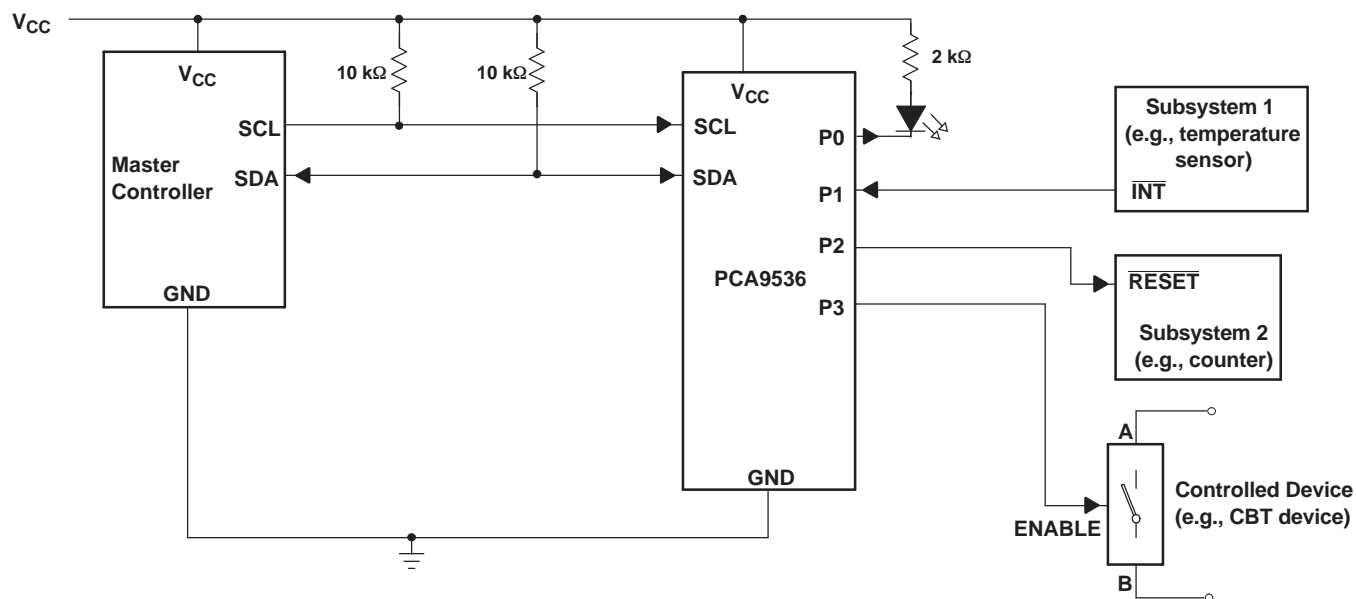 VCC
VCC
10 kΩ
10 kΩ
2 kΩ
VCC
SCL
SCL
P0
Subsystem 1
(e.g., temperature
sensor)
Master
Controller
SDA
SDA
P1
INT
P2
PCA9536
RESET
GND
P3
Subsystem 2
(e.g., counter)
A
GND
Controlled Device
(e.g., CBT device)
ENABLE
B